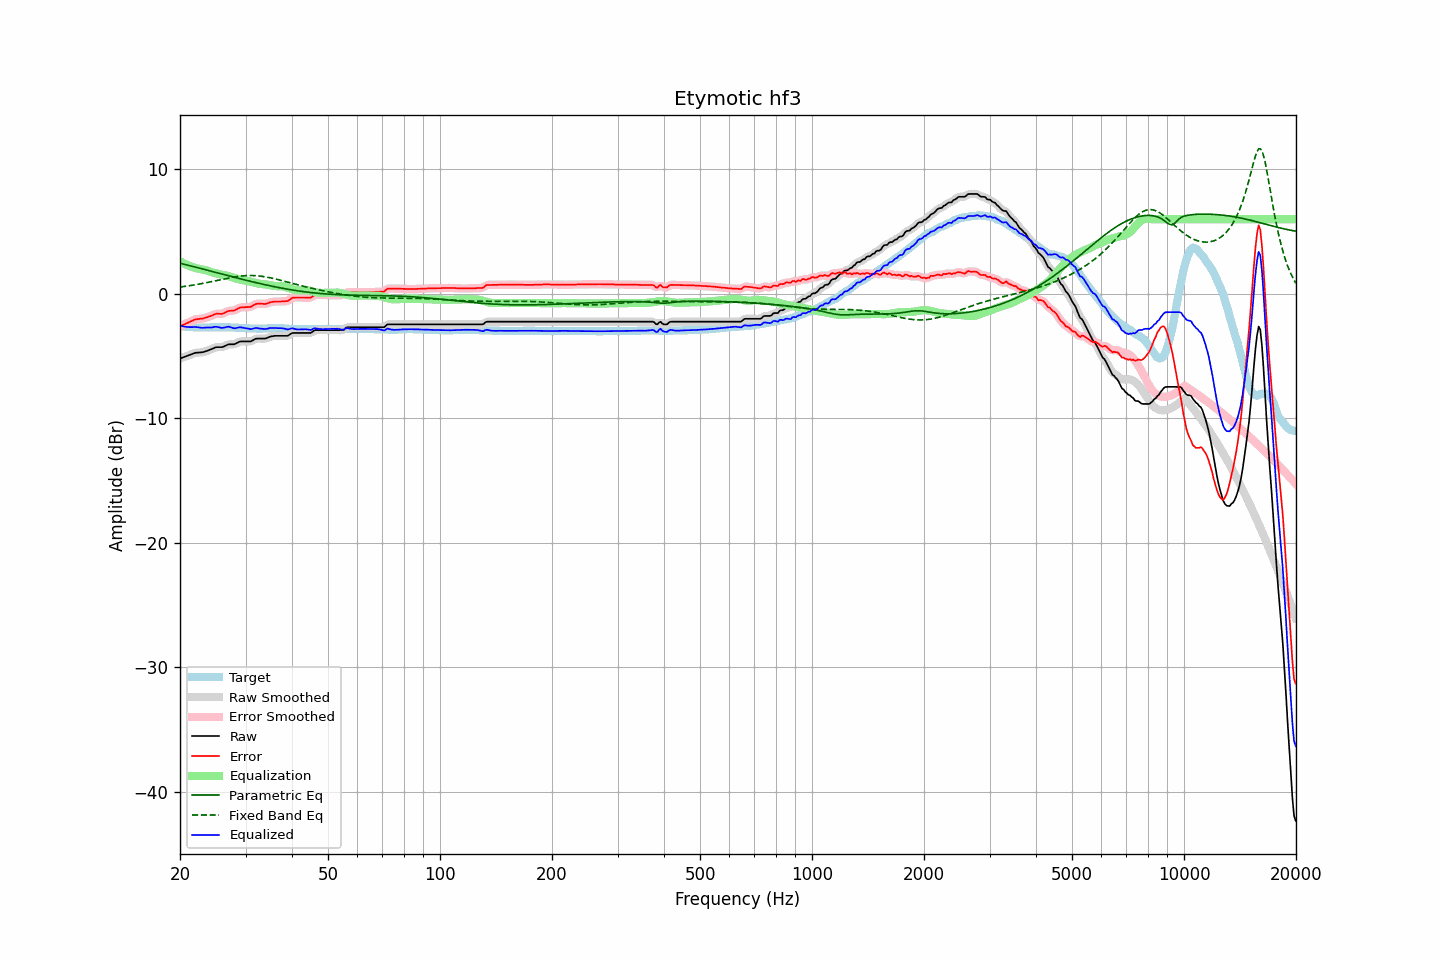 Etymotic hf3
Amplitude (dBr)
10
0
−10
−20
−30
−40
Target
Raw Smoothed
Error Smoothed
Raw
Error
Equalization
Parametric Eq
Fixed Band Eq
Equalized
20 50 100 200 500 1000 2000 5000 10000 20000
Frequency (Hz)